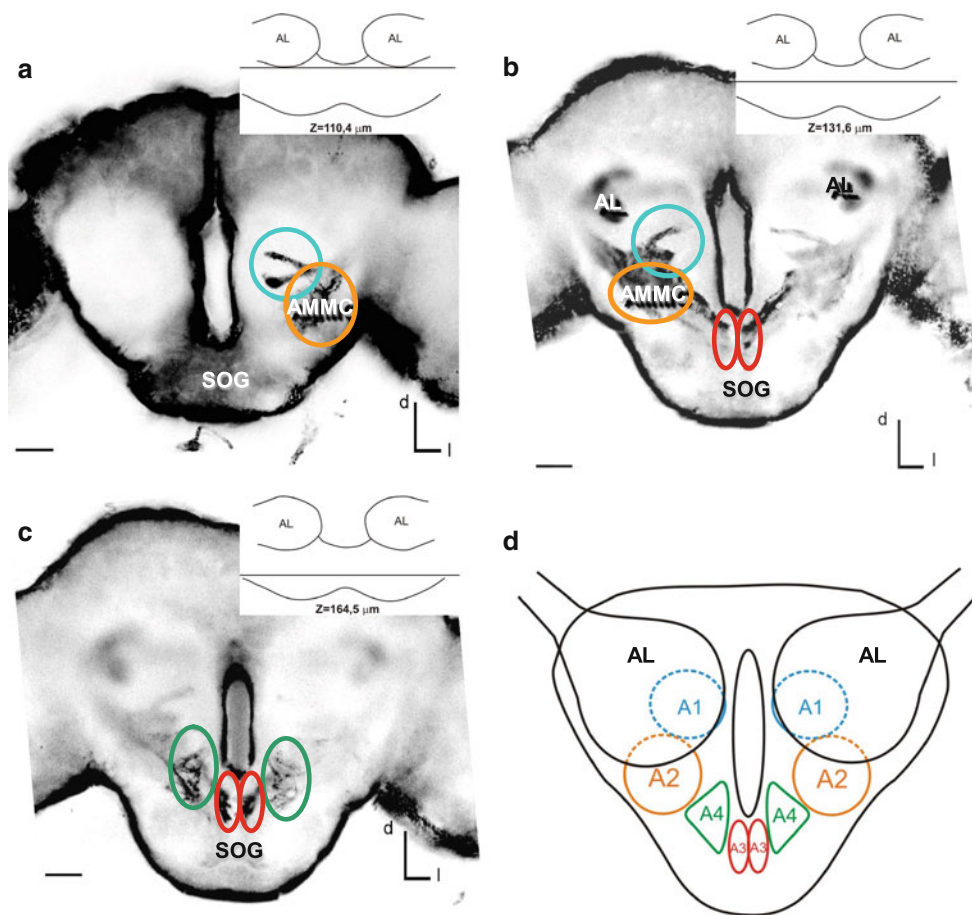 a
AL AL
Z=110,4 µm
AMMC
SOG
d
l
b
AL AL
Z=131,6 µm
AL
AL
AMMC
SOG
d
l
c
AL AL
Z=164,5 µm
SOG
d
l
d
AL AL
A1 A1
A2 A2
A4 A4
A3 A3